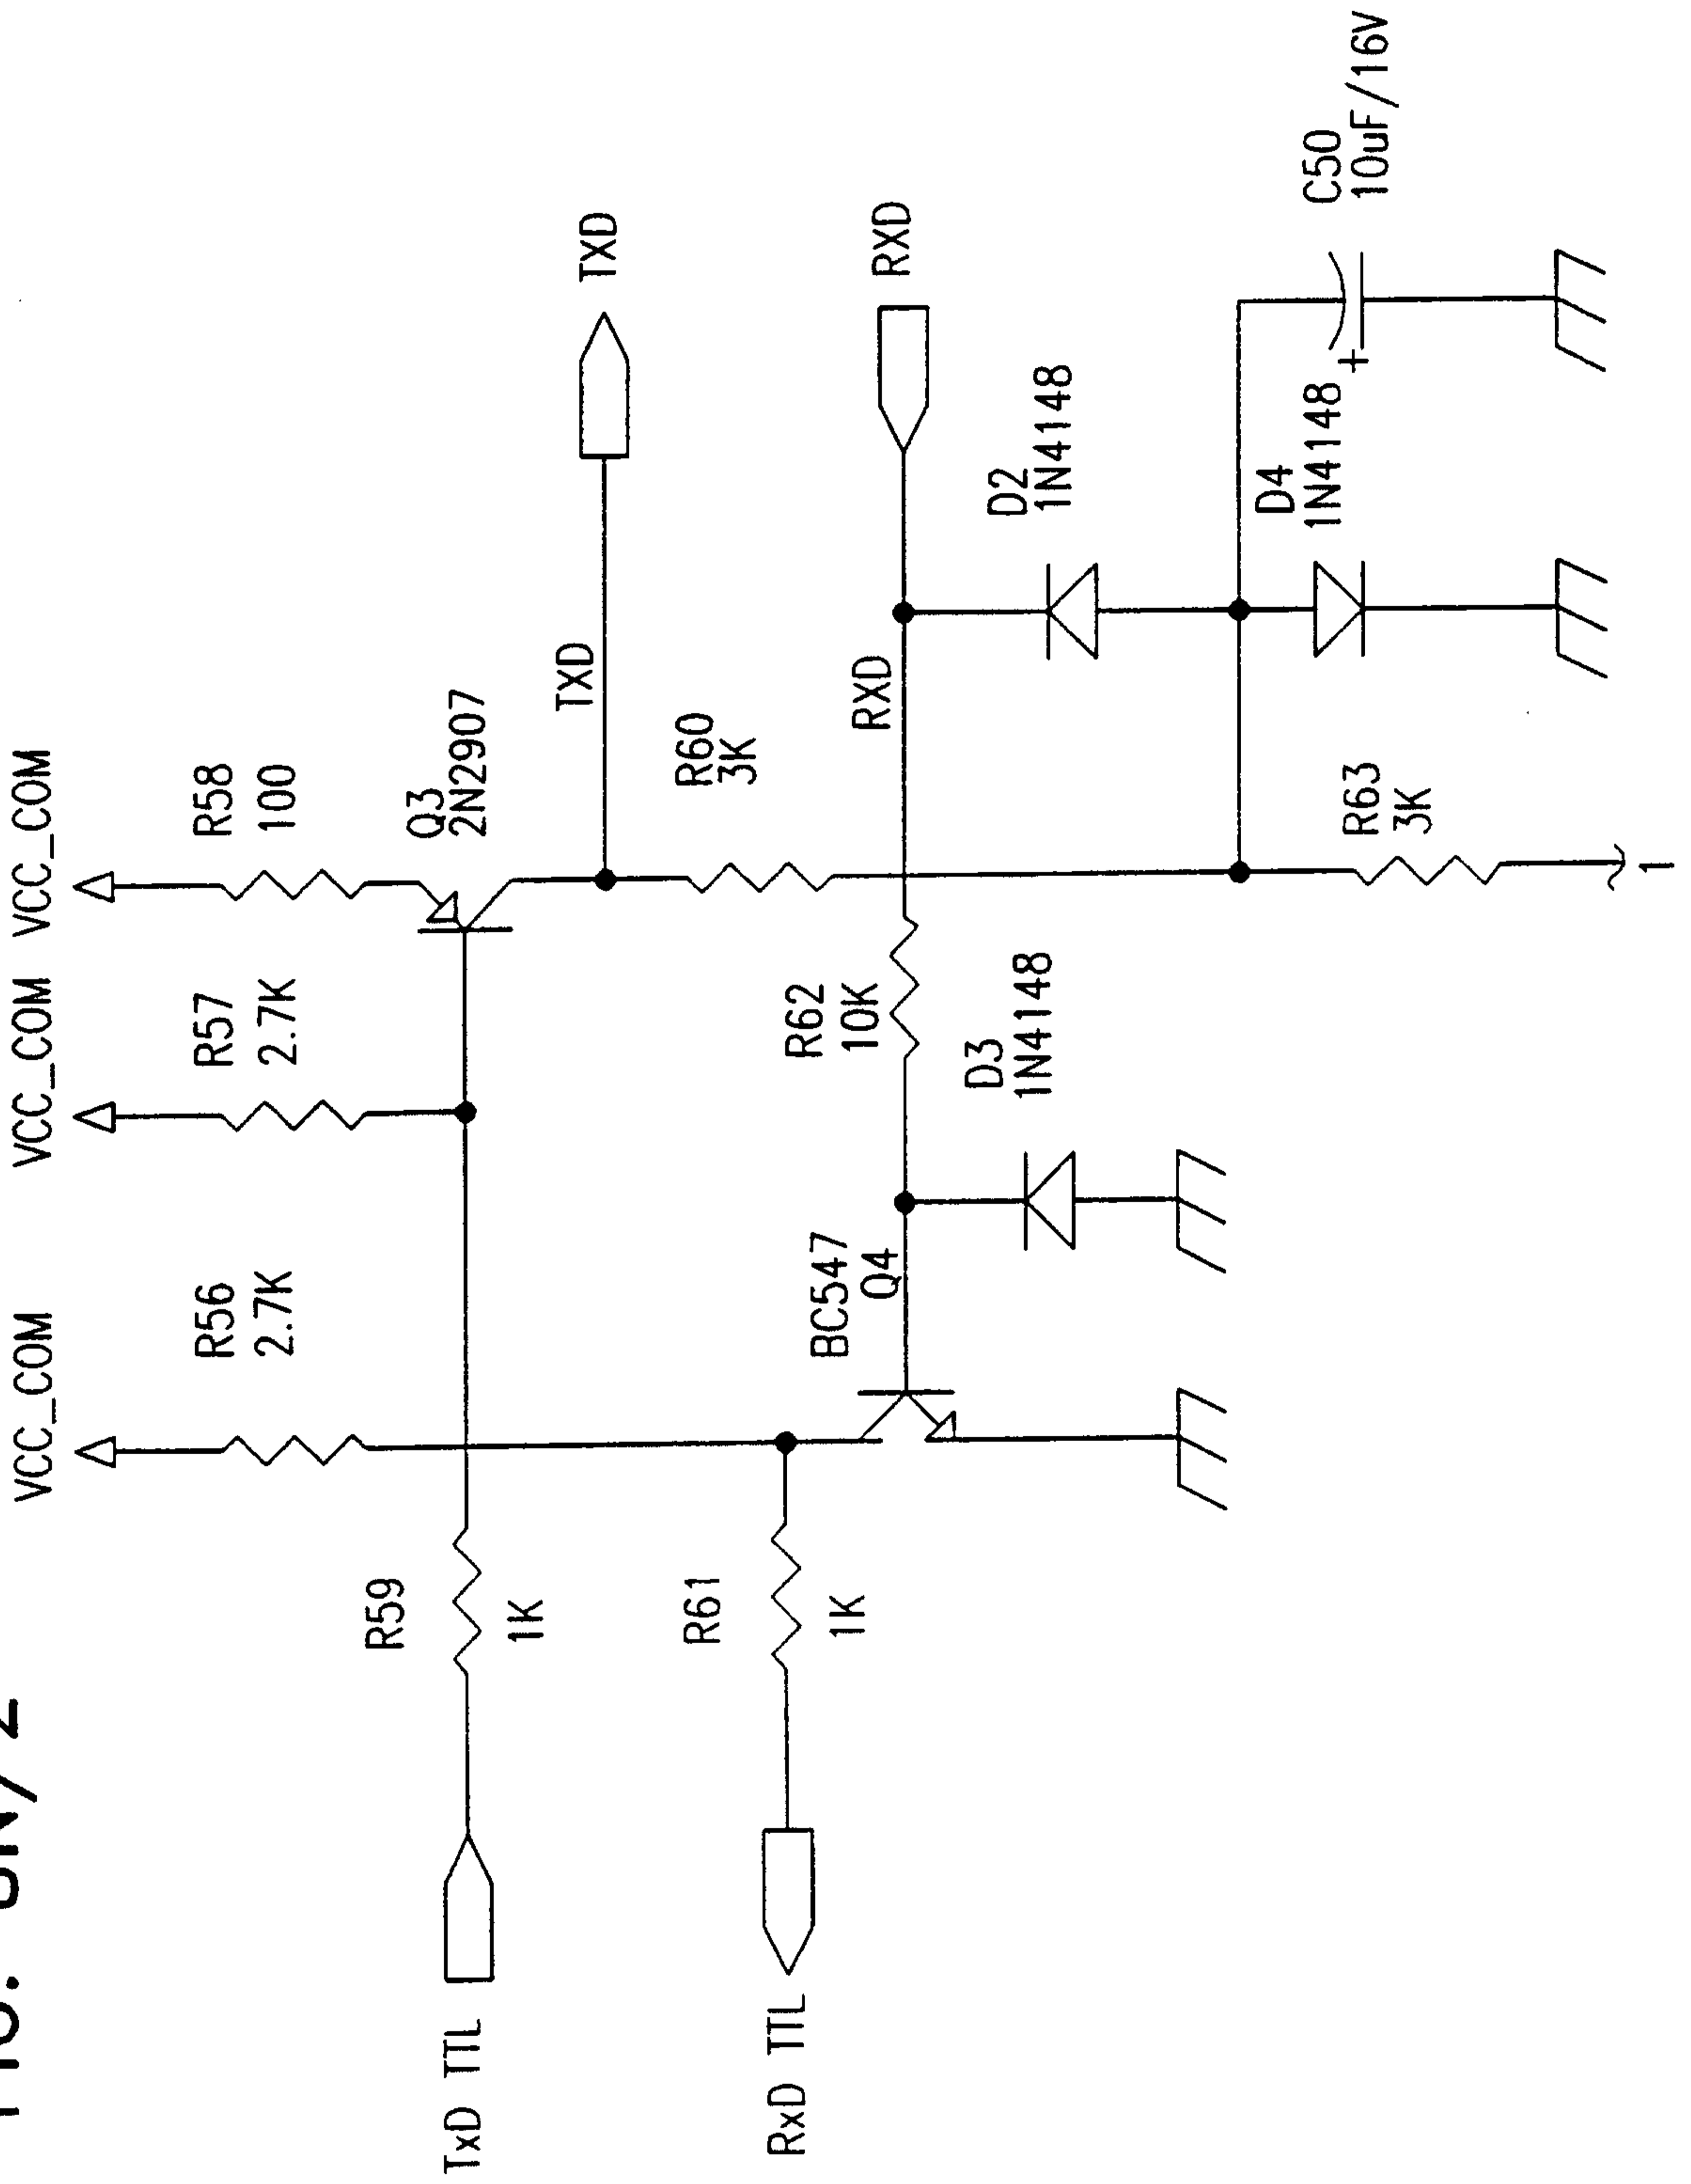 VCC_COM
VCC_COM
VCC_COM
R56
2.7K
R57
2.7K
R58
100
Q3
2N2907
R59
1K
TxD TTL
TXD
TXD
R60
3K
R61
1K
RxD TTL
BC547
Q4
R62
10K
RXD
RXD
D3
1N4148
D2
1N4148
D4
1N4148
+
C50
10uF/16V
R63
3K
1